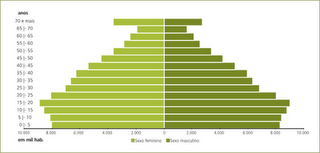 anos
70 e mais
65 |- 70
60 |- 65
55 |- 60
50 |- 55
45 |- 50
40 |- 45
35 |- 40
30 |- 35
25 |- 30
20 |- 25
15 |- 20
10 |- 15
5 |- 10
0 |- 5
10.000 8.000 6.000 4.000 2.000 0 2.000 4.000 6.000 8.000 10.000
em mil hab.
Sexo feminino Sexo masculino